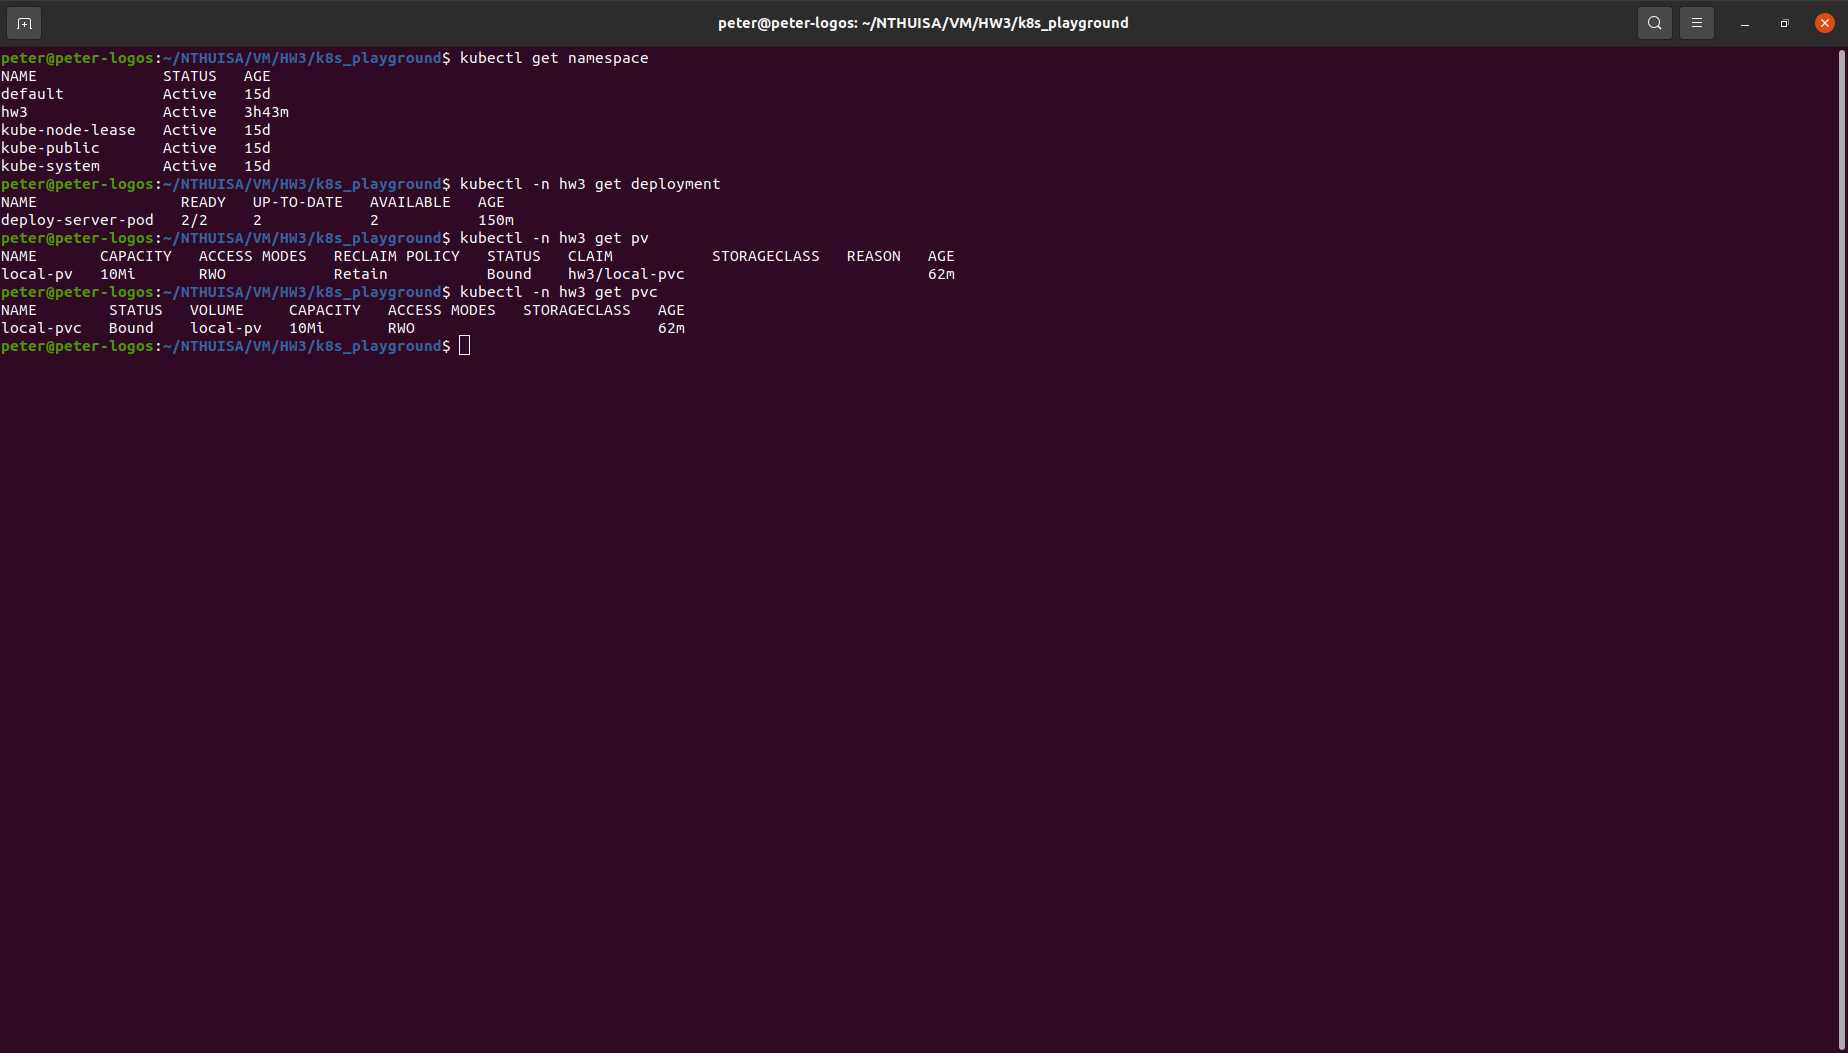 peter@peter-logos: ~/NTHUISA/VM/HW3/k8s_playground
peter@peter-logos:~/NTHUISA/VM/HW3/k8s_playground$ kubectl get namespace
NAME              STATUS   AGE
default           Active   15d
hw3               Active   3h43m
kube-node-lease   Active   15d
kube-public       Active   15d
kube-system       Active   15d
peter@peter-logos:~/NTHUISA/VM/HW3/k8s_playground$ kubectl -n hw3 get deployment
NAME                READY   UP-TO-DATE   AVAILABLE   AGE
deploy-server-pod   2/2     2            2           150m
peter@peter-logos:~/NTHUISA/VM/HW3/k8s_playground$ kubectl -n hw3 get pv
NAME       CAPACITY   ACCESS MODES   RECLAIM POLICY   STATUS   CLAIM           STORAGECLASS   REASON   AGE
local-pv   10Mi       RWO            Retain           Bound    hw3/local-pvc                           62m
peter@peter-logos:~/NTHUISA/VM/HW3/k8s_playground$ kubectl -n hw3 get pvc
NAME        STATUS   VOLUME     CAPACITY   ACCESS MODES   STORAGECLASS   AGE
local-pvc   Bound    local-pv   10Mi       RWO                           62m
peter@peter-logos:~/NTHUISA/VM/HW3/k8s_playground$